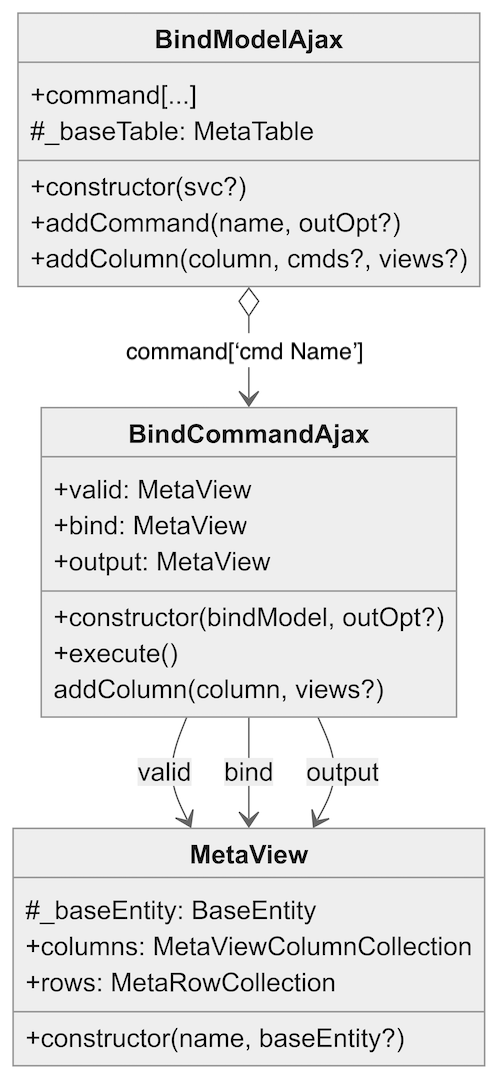 BindModelAjax
+command[...]
#_baseTable: MetaTable
+constructor(svc?)
+addCommand(name, outOpt?)
+addColumn(column, cmds?, views?)
command[‘cmd Name’]
BindCommandAjax
+valid: MetaView
+bind: MetaView
+output: MetaView
+constructor(bindModel, outOpt?)
+execute()
addColumn(column, views?)
valid bind output
MetaView
#_baseEntity: BaseEntity
+columns: MetaViewColumnCollection
+rows: MetaRowCollection
+constructor(name, baseEntity?)